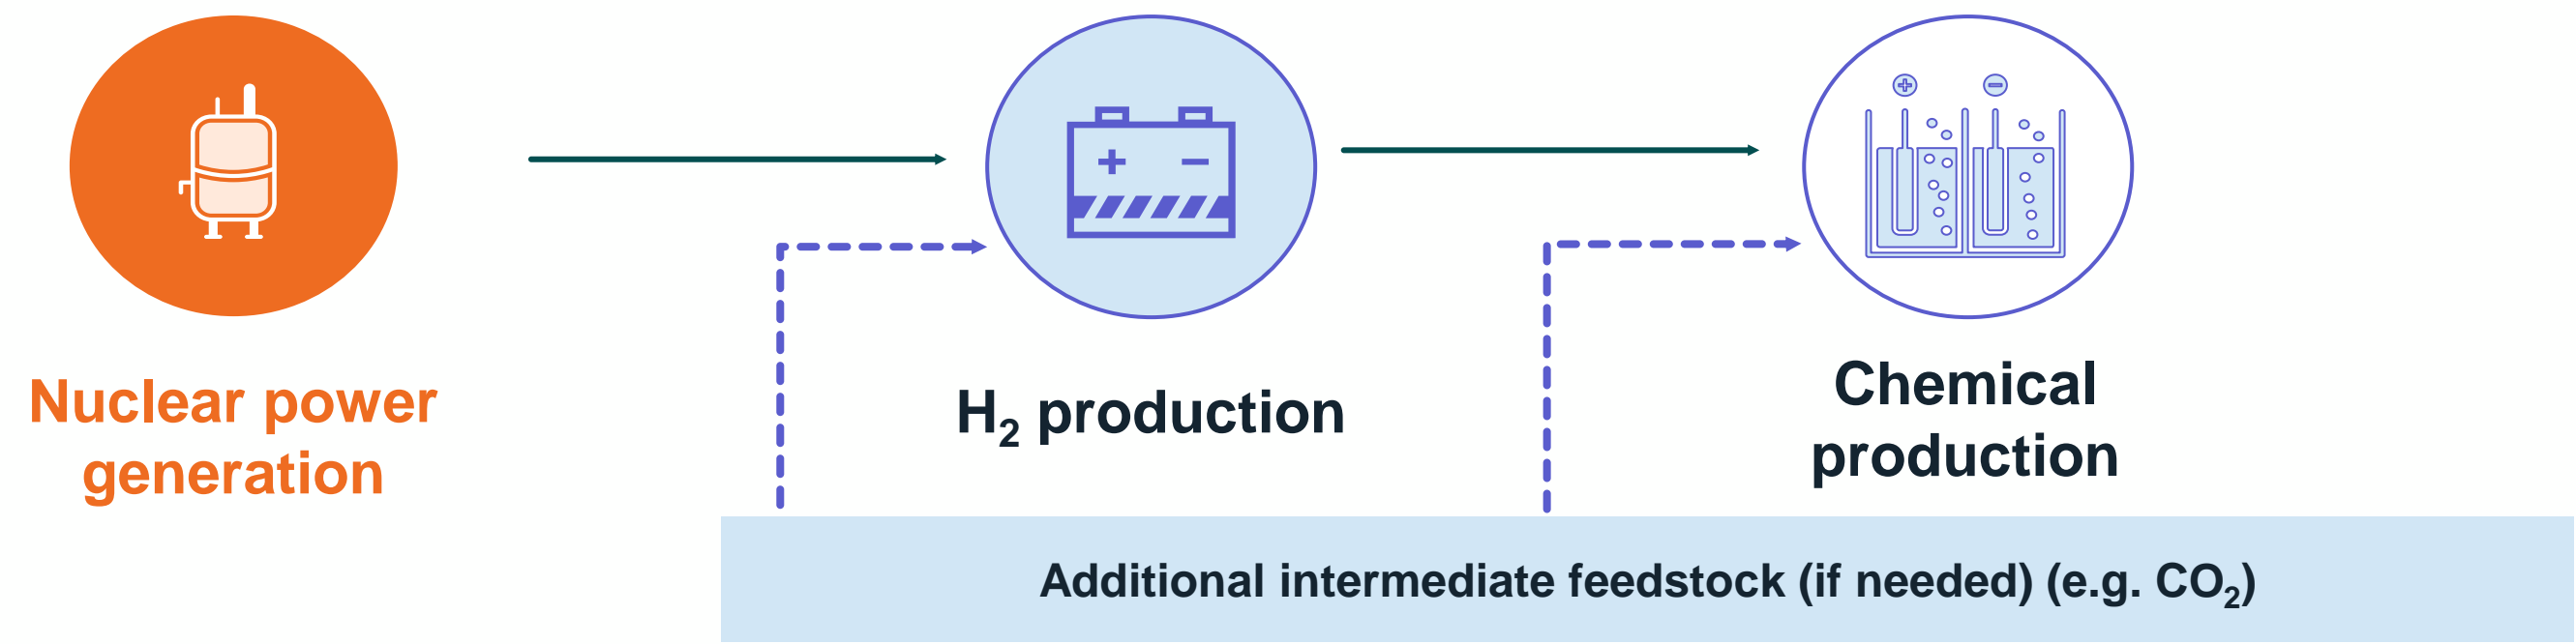 Nuclear power
generation
H₂ production
Chemical
production
Additional intermediate feedstock (if needed) (e.g. CO₂)